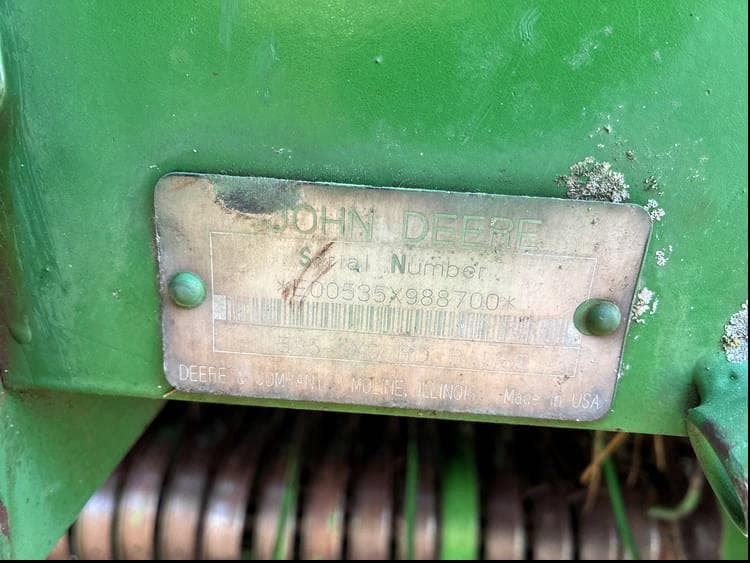 JOHN DEERE
Serial Number
*E00535X988700*
DEERE & COMPANY MOLINE, ILLINOIS Made in USA